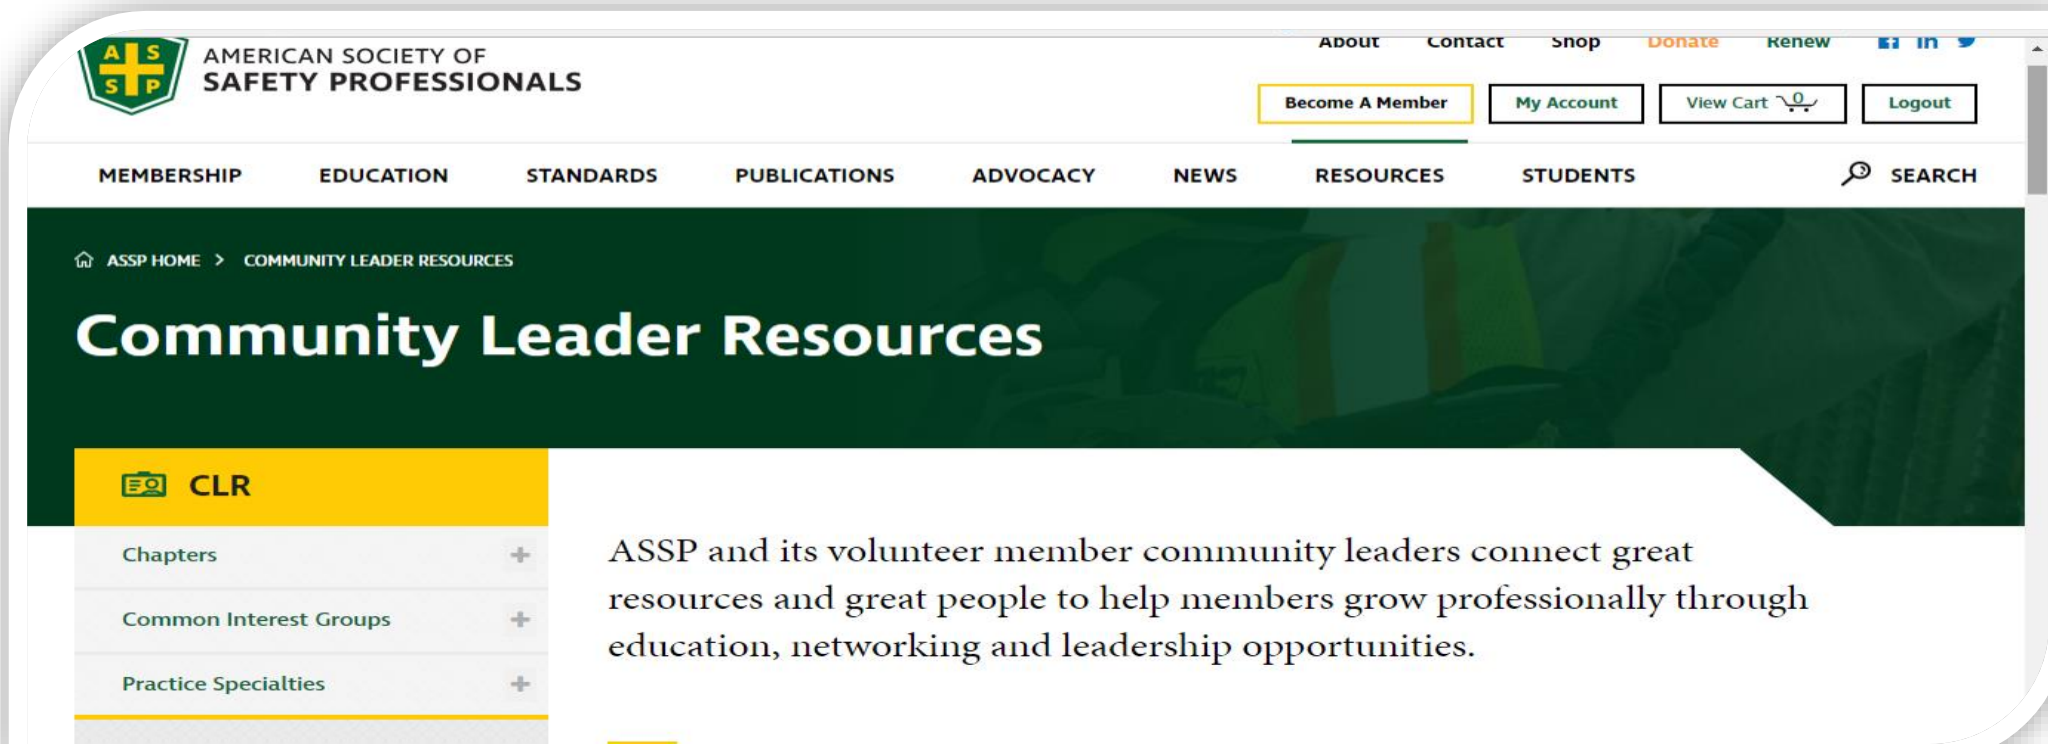 A S S P
AMERICAN SOCIETY OF
SAFETY PROFESSIONALS
About Contact Shop Donate Renew
Become A Member My Account View Cart 0 Logout
MEMBERSHIP EDUCATION STANDARDS PUBLICATIONS ADVOCACY NEWS RESOURCES STUDENTS SEARCH
ASSP HOME > COMMUNITY LEADER RESOURCES
Community Leader Resources
CLR
Chapters
Common Interest Groups
Practice Specialties
ASSP and its volunteer member community leaders connect great
resources and great people to help members grow professionally through
education, networking and leadership opportunities.